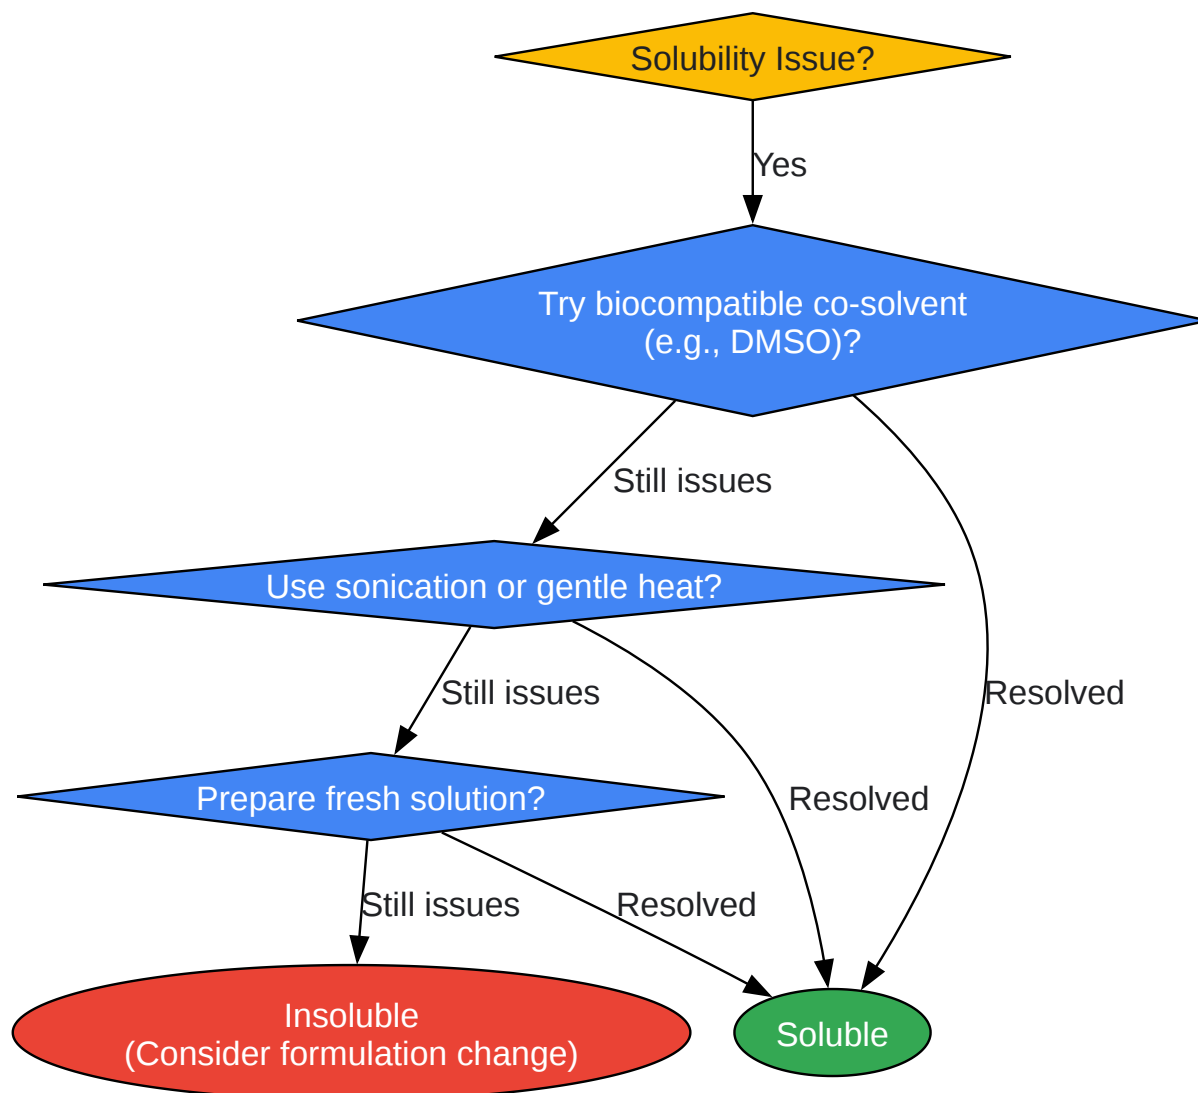 Solubility Issue?
Yes
Try biocompatible co-solvent
(e.g., DMSO)?
Still issues
Use sonication or gentle heat?
Still issues
Resolved
Prepare fresh solution?
Resolved
Still issues
Resolved
Insoluble
(Consider formulation change)
Soluble